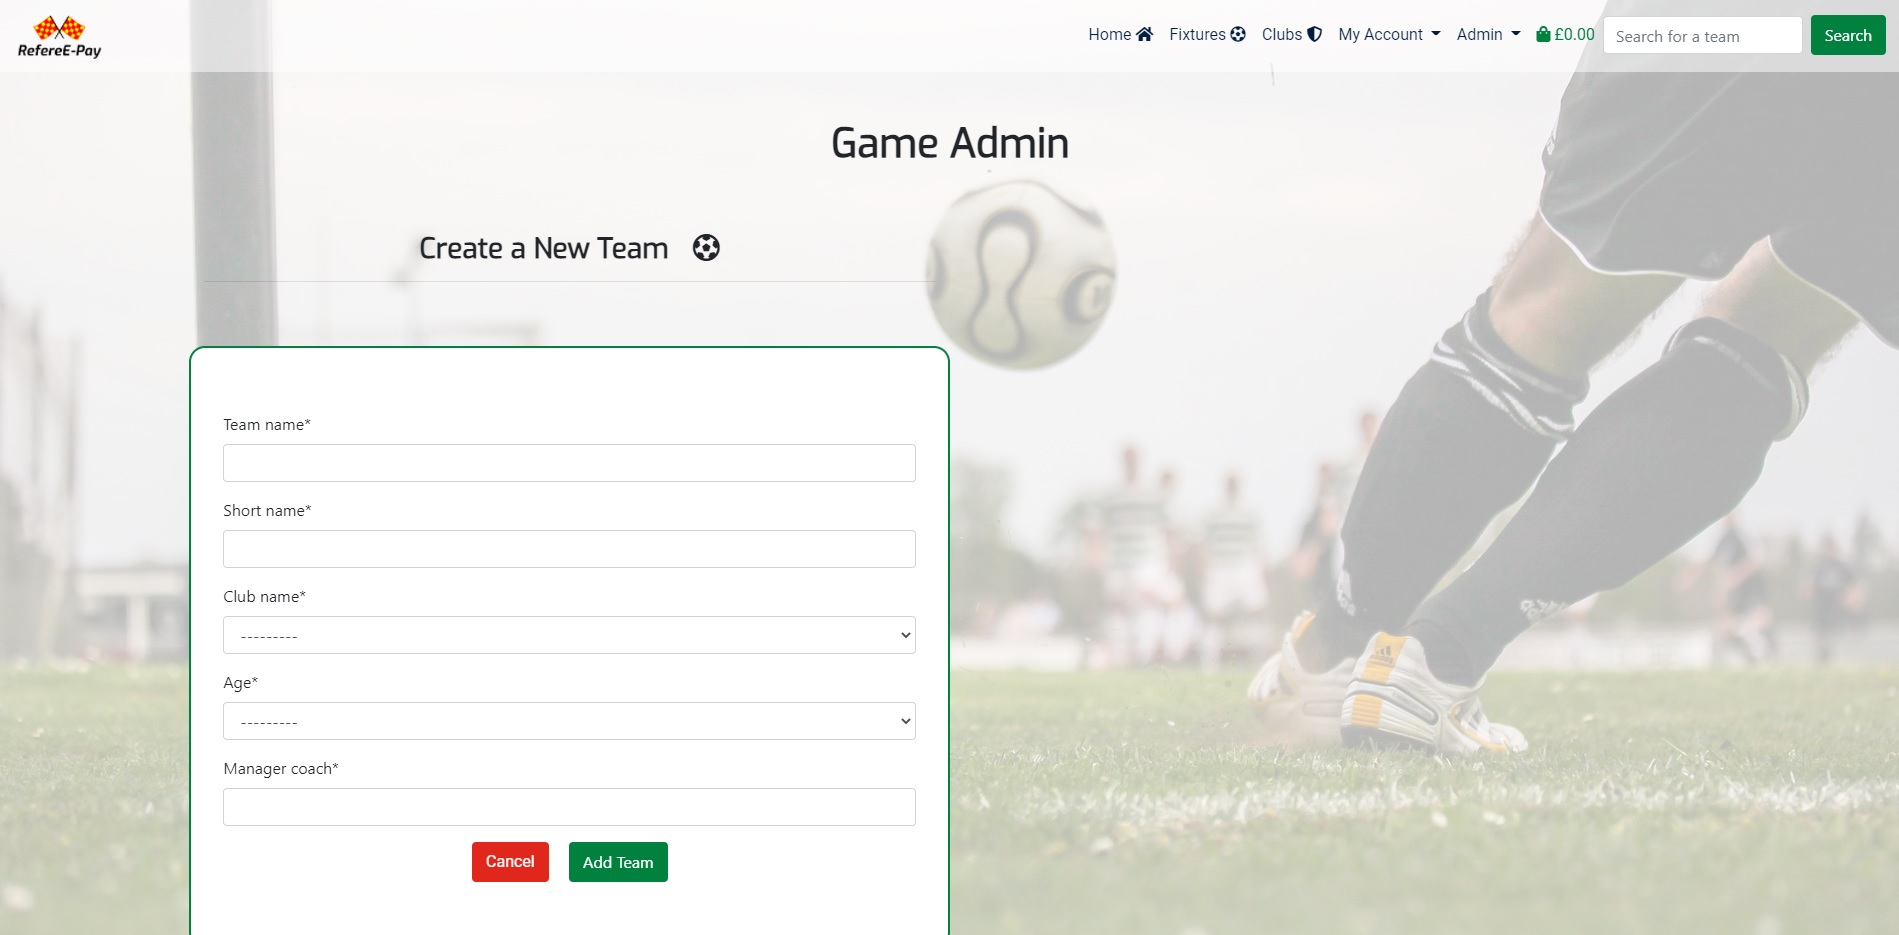 RefereE-Pay
Home Fixtures Clubs My Account Admin £0.00 Search for a team Search
Game Admin
Create a New Team
Team name*
Short name*
Club name*
---------
Age*
---------
Manager coach*
Cancel Add Team